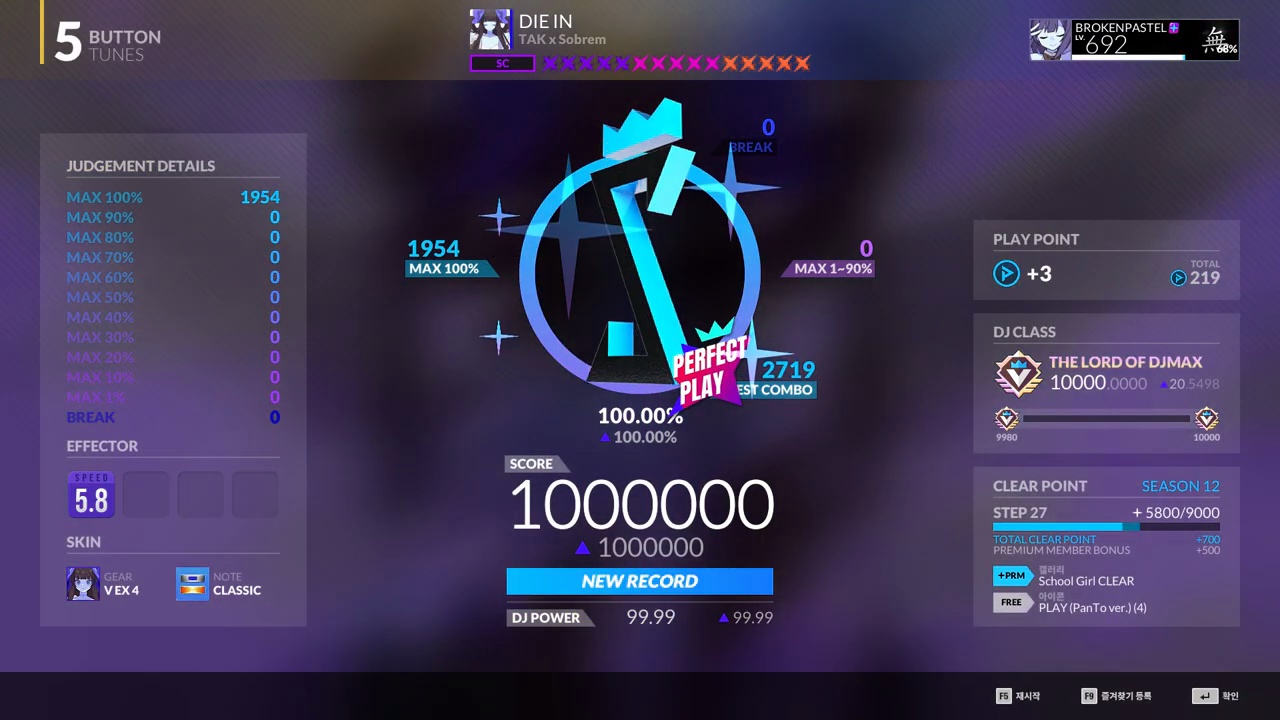 5 BUTTON
TUNES
DIE IN
TAK x Sobrem
SC
BROKENPASTEL
LV. 692
無
68%
JUDGEMENT DETAILS
MAX 100% 1954
MAX 90% 0
MAX 80% 0
MAX 70% 0
MAX 60% 0
MAX 50% 0
MAX 40% 0
MAX 30% 0
MAX 20% 0
MAX 10% 0
MAX 1% 0
BREAK 0
EFFECTOR
SPEED
5.8
SKIN
GEAR
V EX 4
NOTE
CLASSIC
0
BREAK
1954
MAX 100%
0
MAX 1~90%
PERFECT
PLAY
2719
EST COMBO
100.00%
▲ 100.00%
SCORE
1000000
▲ 1000000
NEW RECORD
DJ POWER 99.99 ▲ 99.99
PLAY POINT
+3
TOTAL
219
DJ CLASS
THE LORD OF DJMAX
10000.0000 ▲ 20.5498
9980 10000
CLEAR POINT SEASON 12
STEP 27 + 5800/9000
TOTAL CLEAR POINT +700
PREMIUM MEMBER BONUS +500
+PRM 갤러리
School Girl CLEAR
FREE 아이콘
PLAY (PanTo ver.) (4)
F5 재시작 F9 즐겨찾기 등록 ↵ 확인